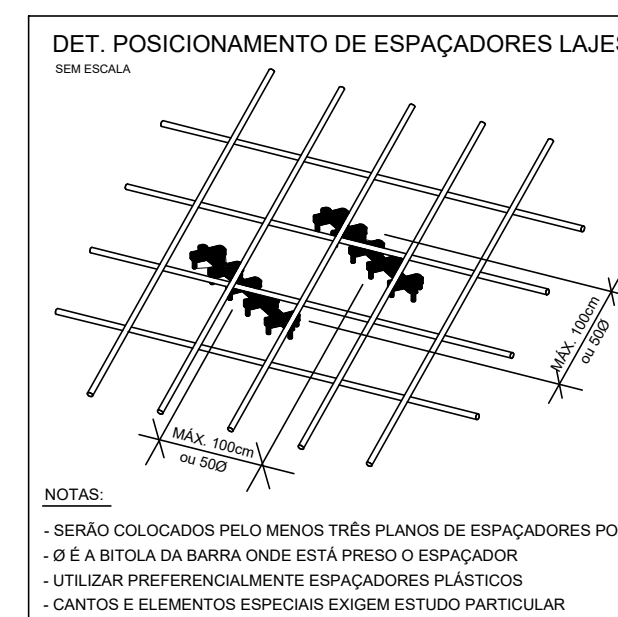 DET. POSICIONAMENTO DE ESPAÇADORES LAJES
SEM ESCALA
MÁX. 100cm
ou 50Ø
MÁX. 100cm
ou 50Ø
NOTAS:
- SERÃO COLOCADOS PELO MENOS TRÊS PLANOS DE ESPAÇADORES PO
- Ø É A BITOLA DA BARRA ONDE ESTÁ PRESO O ESPAÇADOR
- UTILIZAR PREFERENCIALMENTE ESPAÇADORES PLÁSTICOS
- CANTOS E ELEMENTOS ESPECIAIS EXIGEM ESTUDO PARTICULAR